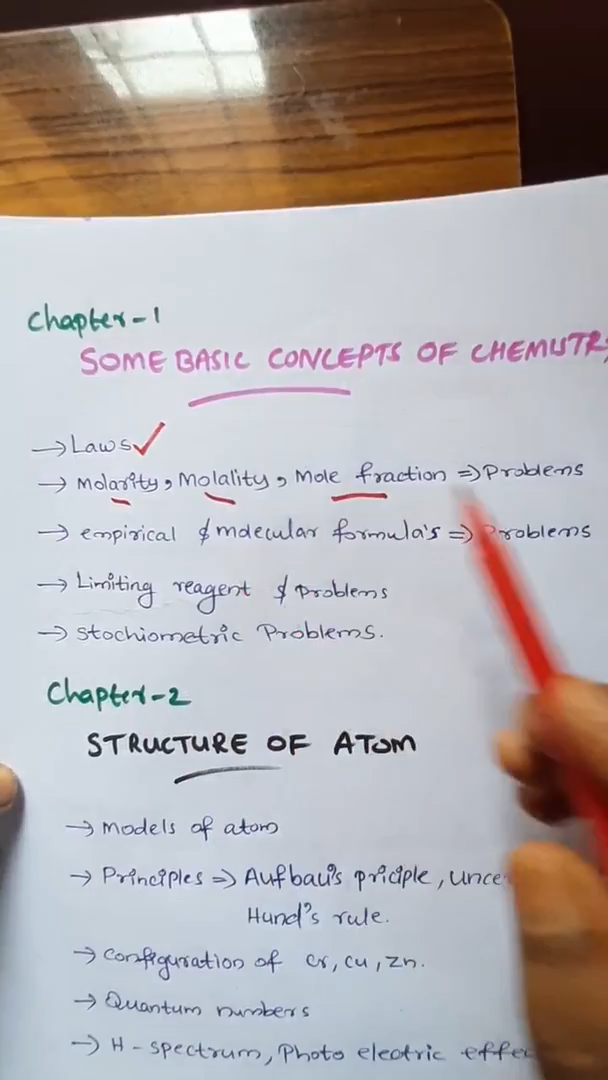 Chapter-1
SOME BASIC CONCEPTS OF CHEMISTR
→ Laws ✓
→ Molarity, Molality, Mole fraction ⇒ Problems
→ empirical & molecular formula's ⇒ Problems
→ Limiting reagent & problems
→ Stochiometric Problems.
Chapter-2
STRUCTURE OF ATOM
→ Models of atom
→ Principles ⇒ Aufbau's priciple,
Hund's rule.
→ Configuration of Cr, Cu, Zn.
→ Quantum numbers
→ H-spectrum, Photo electric